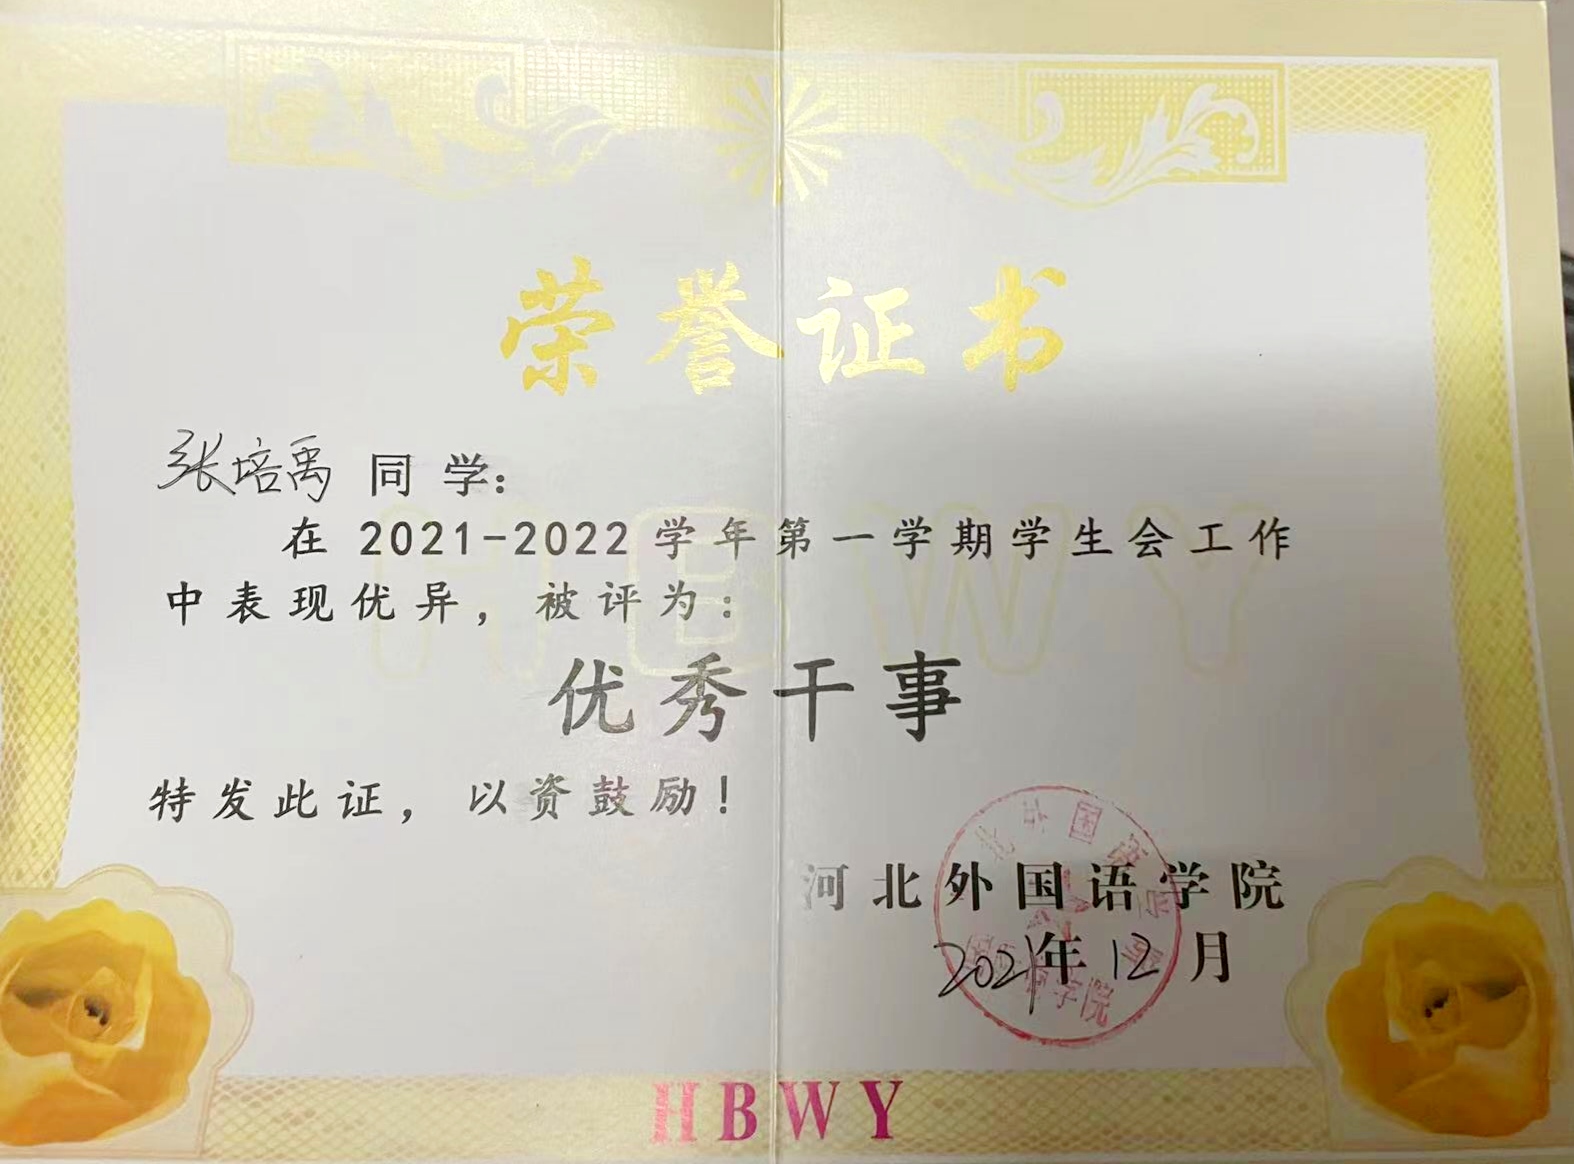 荣誉证书
张培禹 同学：
在 2021-2022 学年第一学期学生会工作
中表现优异，被评为：
优秀干事
特发此证，以资鼓励！
河北外国语学院
2021年12月
HBWY